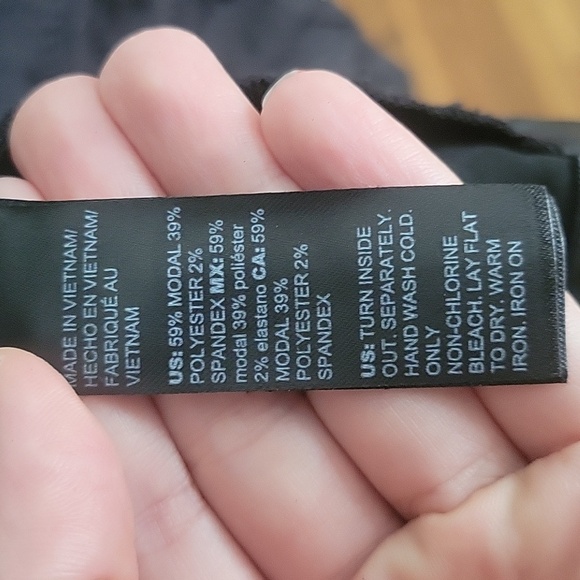 MADE IN VIETNAM/
HECHO EN VIETNAM/
FABRIQUÉ AU
VIETNAM
US: 59% MODAL 39%
POLYESTER 2%
SPANDEX MX: 59%
modal 39% poliéster
2% elastano CA: 59%
MODAL 39%
POLYESTER 2%
SPANDEX
US: TURN INSIDE
OUT. SEPARATELY.
HAND WASH COLD.
ONLY
NON-CHLORINE
BLEACH. LAY FLAT
TO DRY. WARM
IRON. IRON ON